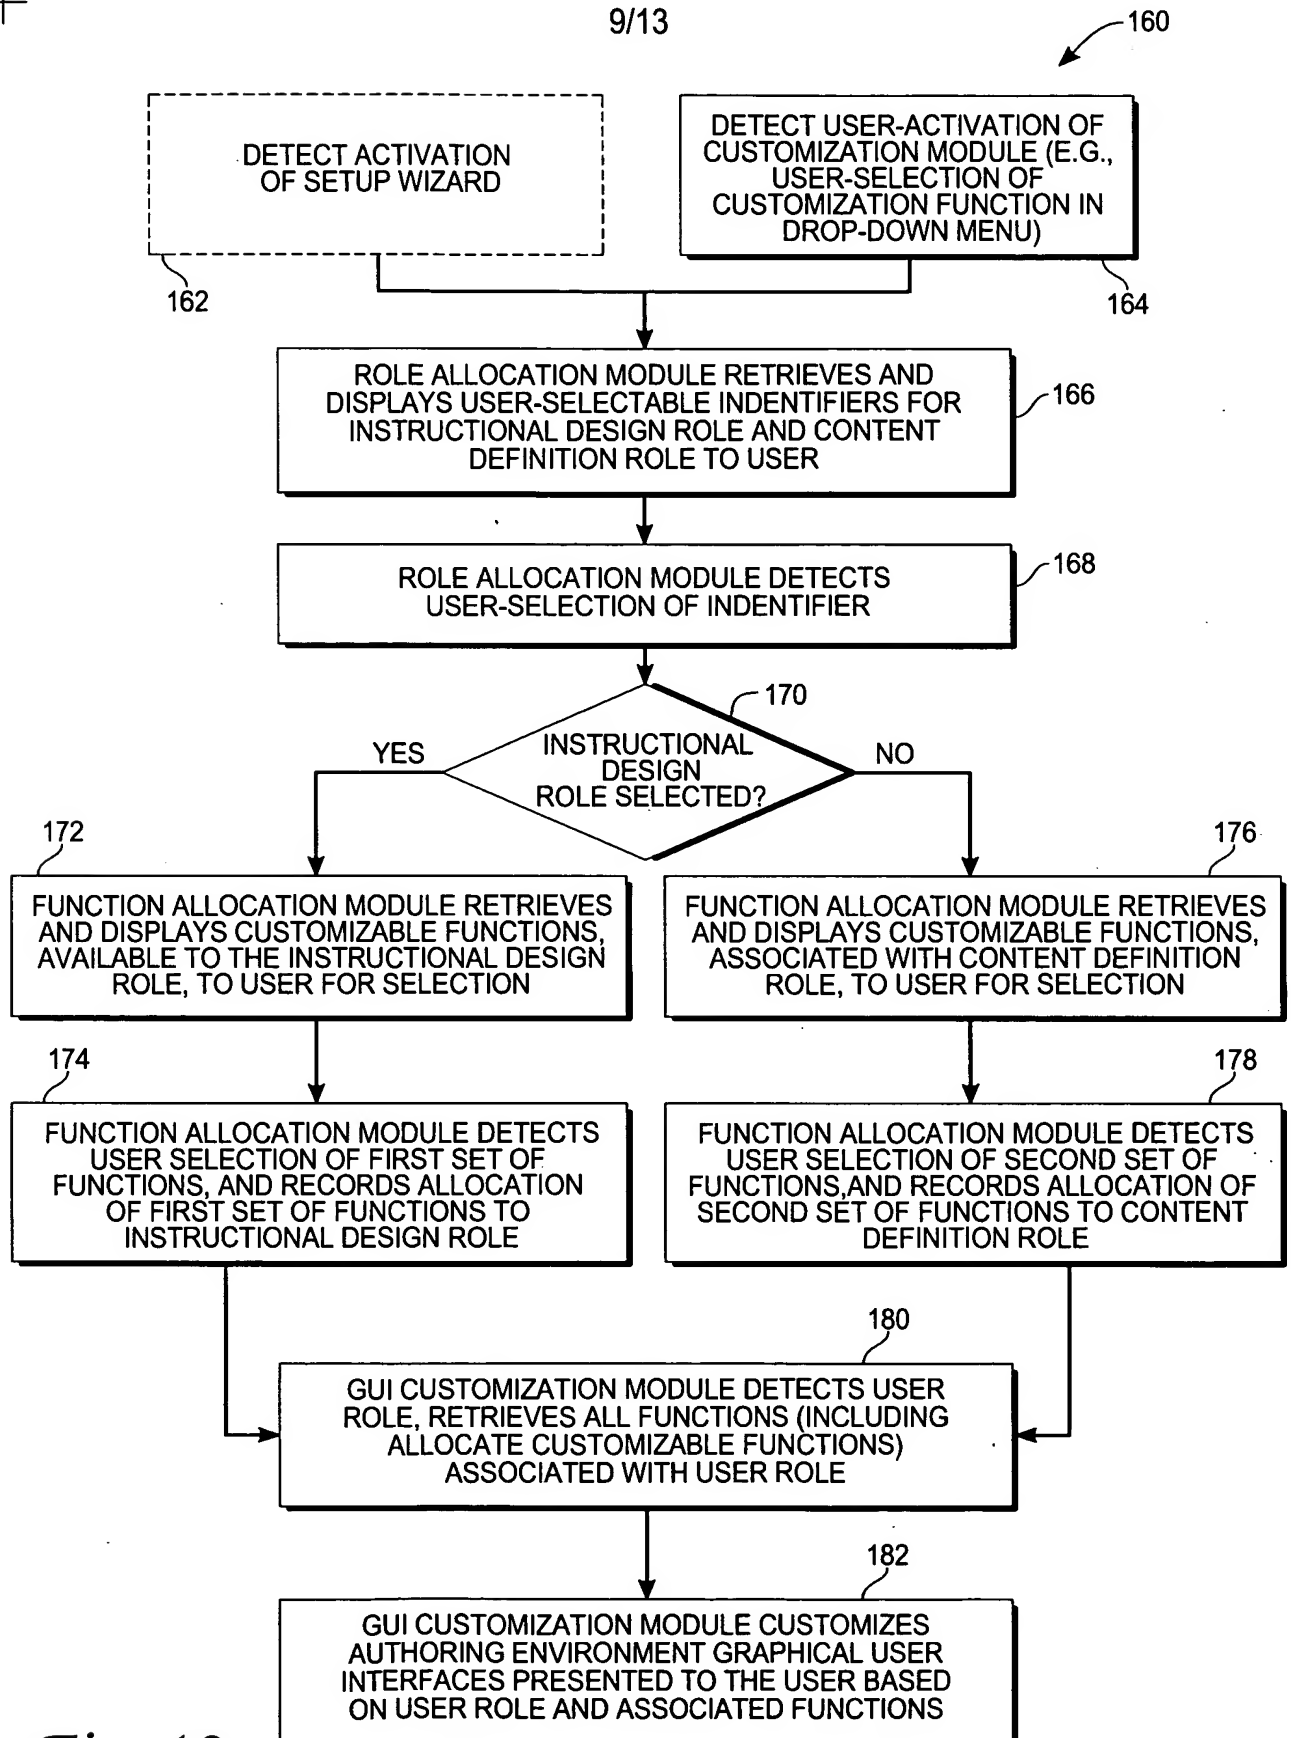 9/13
160
DETECT ACTIVATION
OF SETUP WIZARD
162
DETECT USER-ACTIVATION OF
CUSTOMIZATION MODULE (E.G.,
USER-SELECTION OF
CUSTOMIZATION FUNCTION IN
DROP-DOWN MENU)
164
ROLE ALLOCATION MODULE RETRIEVES AND
DISPLAYS USER-SELECTABLE INDENTIFIERS FOR
INSTRUCTIONAL DESIGN ROLE AND CONTENT
DEFINITION ROLE TO USER
166
ROLE ALLOCATION MODULE DETECTS
USER-SELECTION OF INDENTIFIER
168
170
INSTRUCTIONAL
DESIGN
ROLE SELECTED?
YES
NO
172
FUNCTION ALLOCATION MODULE RETRIEVES
AND DISPLAYS CUSTOMIZABLE FUNCTIONS,
AVAILABLE TO THE INSTRUCTIONAL DESIGN
ROLE, TO USER FOR SELECTION
176
FUNCTION ALLOCATION MODULE RETRIEVES
AND DISPLAYS CUSTOMIZABLE FUNCTIONS,
ASSOCIATED WITH CONTENT DEFINITION
ROLE, TO USER FOR SELECTION
174
FUNCTION ALLOCATION MODULE DETECTS
USER SELECTION OF FIRST SET OF
FUNCTIONS, AND RECORDS ALLOCATION
OF FIRST SET OF FUNCTIONS TO
INSTRUCTIONAL DESIGN ROLE
178
FUNCTION ALLOCATION MODULE DETECTS
USER SELECTION OF SECOND SET OF
FUNCTIONS,AND RECORDS ALLOCATION OF
SECOND SET OF FUNCTIONS TO CONTENT
DEFINITION ROLE
180
GUI CUSTOMIZATION MODULE DETECTS USER
ROLE, RETRIEVES ALL FUNCTIONS (INCLUDING
ALLOCATE CUSTOMIZABLE FUNCTIONS)
ASSOCIATED WITH USER ROLE
182
GUI CUSTOMIZATION MODULE CUSTOMIZES
AUTHORING ENVIRONMENT GRAPHICAL USER
INTERFACES PRESENTED TO THE USER BASED
ON USER ROLE AND ASSOCIATED FUNCTIONS